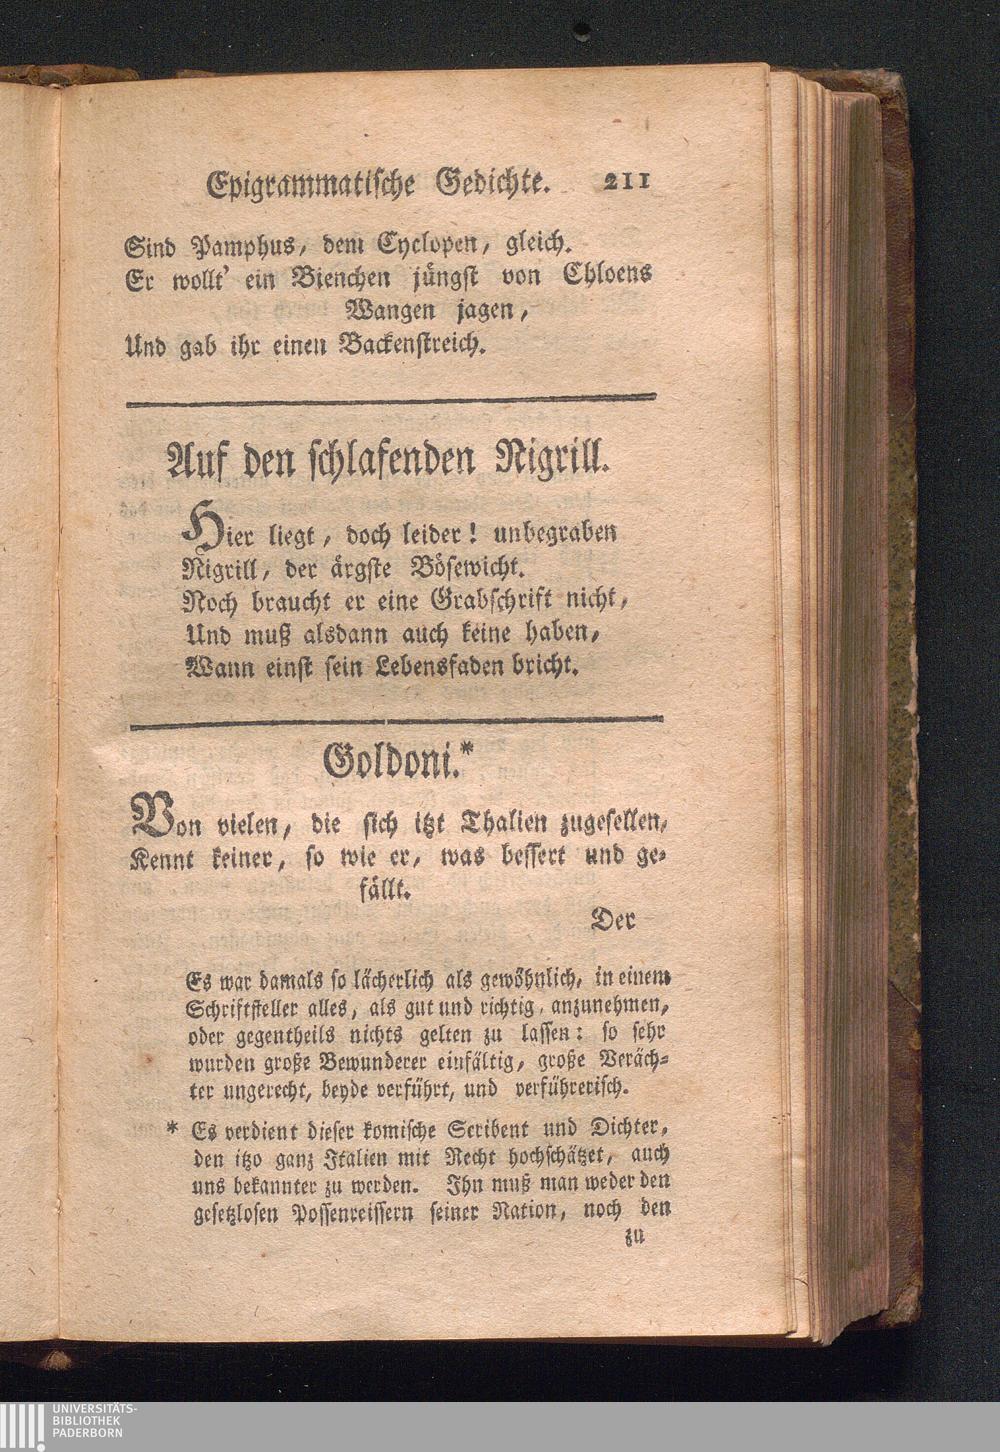 Epigrammatische Gedichte. 211
Sind Pamphus, dem Cyclopen, gleich.
Er wollt' ein Bienchen jüngst von Chloens
Wangen jagen,
Und gab ihr einen Backenstreich.
Auf den schlafenden Nigrill.
Hier liegt, doch leider! unbegraben
Nigrill, der ärgste Bösewicht.
Noch braucht er eine Grabschrift nicht,
Und muß alsdann auch keine haben,
Wann einst sein Lebensfaden bricht.
Goldoni.*
Von vielen, die sich itzt Thalien zugesellen,
Kennt keiner, so wie er, was bessert und ge-
fällt.
Der
Es war damals so lächerlich als gewöhnlich, in einem
Schriftsteller alles, als gut und richtig, anzunehmen,
oder gegentheils nichts gelten zu lassen: so sehr
wurden große Bewunderer einfältig, große Veräch-
ter ungerecht, beyde verführt, und verführerisch.
* Es verdient dieser komische Scribent und Dichter,
den itzo ganz Italien mit Recht hochschätzet, auch
uns bekannter zu werden. Ihn muß man weder den
gesetzlosen Possenreissern seiner Nation, noch den
zu
UNIVERSITÄTS-
BIBLIOTHEK
PADERBORN